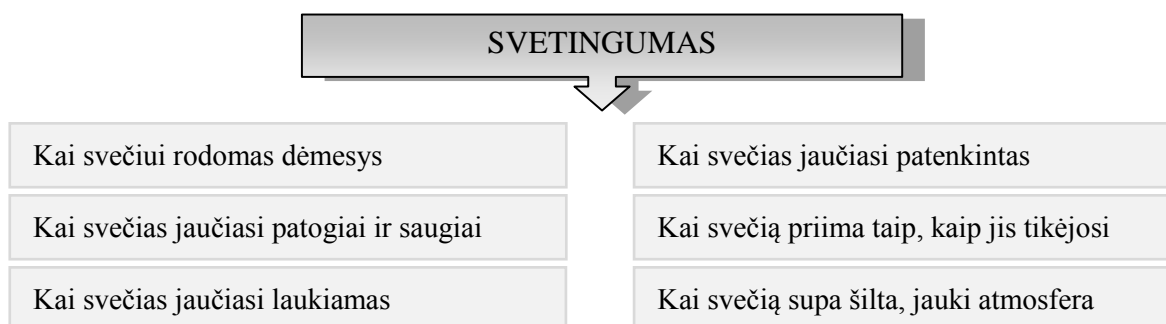 SVETINGUMAS
Kai svečiui rodomas dėmesys
Kai svečias jaučiasi patenkintas
Kai svečias jaučiasi patogiai ir saugiai
Kai svečią priima taip, kaip jis tikėjosi
Kai svečias jaučiasi laukiamas
Kai svečią supa šilta, jauki atmosfera